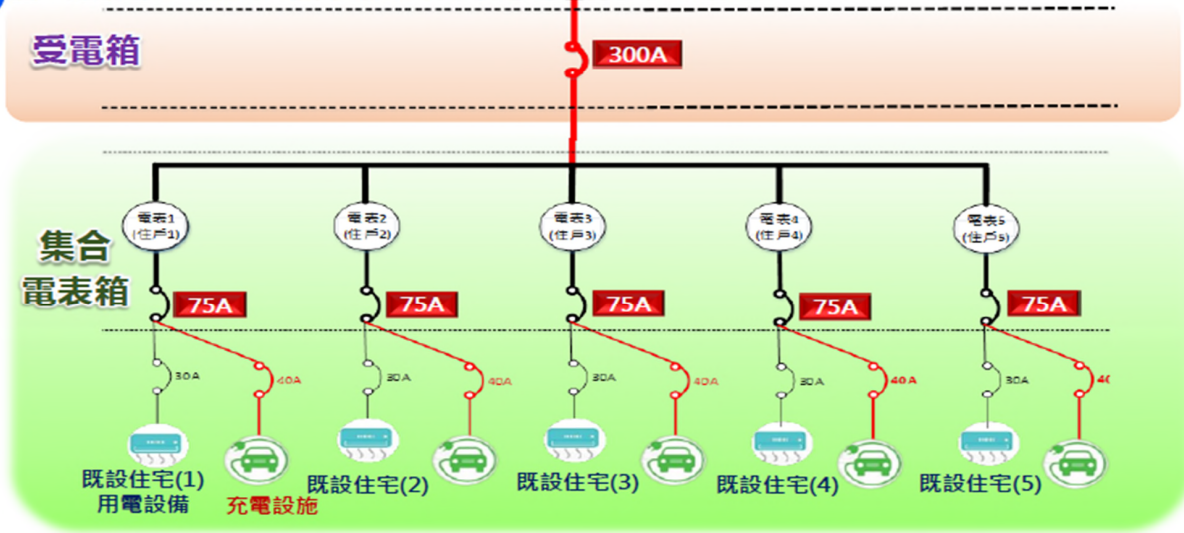 受電箱
300A
電表1
(住戶1)
電表2
(住戶2)
電表3
(住戶3)
電表4
(住戶4)
電表5
(住戶5)
集合
電表箱
75A
75A
75A
75A
75A
30A
40A
30A
40A
30A
40A
30A
40A
30A
40
既設住宅(1)
用電設備
充電設施
既設住宅(2)
既設住宅(3)
既設住宅(4)
既設住宅(5)